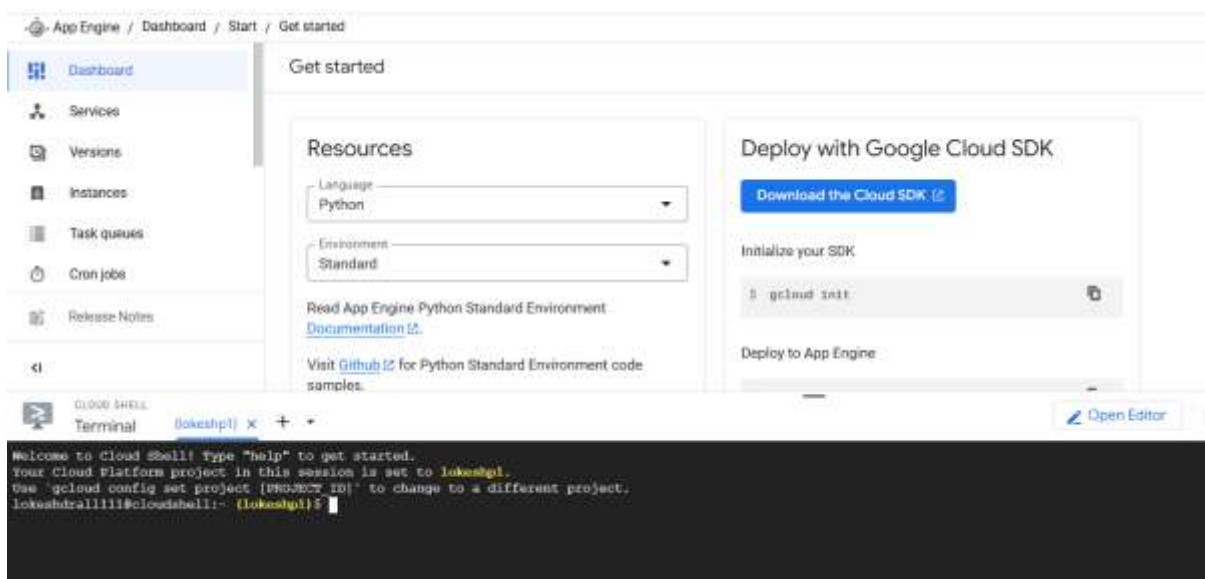 App Engine / Dashboard / Start / Get started
Dashboard
Services
Versions
Instances
Task queues
Cron jobs
Release Notes
Get started
Resources
Language
Python
Environment
Standard
Read App Engine Python Standard Environment
Documentation.
Visit Github for Python Standard Environment code
samples.
Deploy with Google Cloud SDK
Download the Cloud SDK
Initialize your SDK
$ gcloud init
Deploy to App Engine
CLOUD SHELL
Terminal
(lokeshp1) x + 
Open Editor
Welcome to Cloud Shell! Type "help" to get started.
Your Cloud Platform project in this session is set to lokeshp1.
Use `gcloud config set project [PROJECT_ID]` to change to a different project.
lokeshdrall111@cloudshell:~ (lokeshp1)$